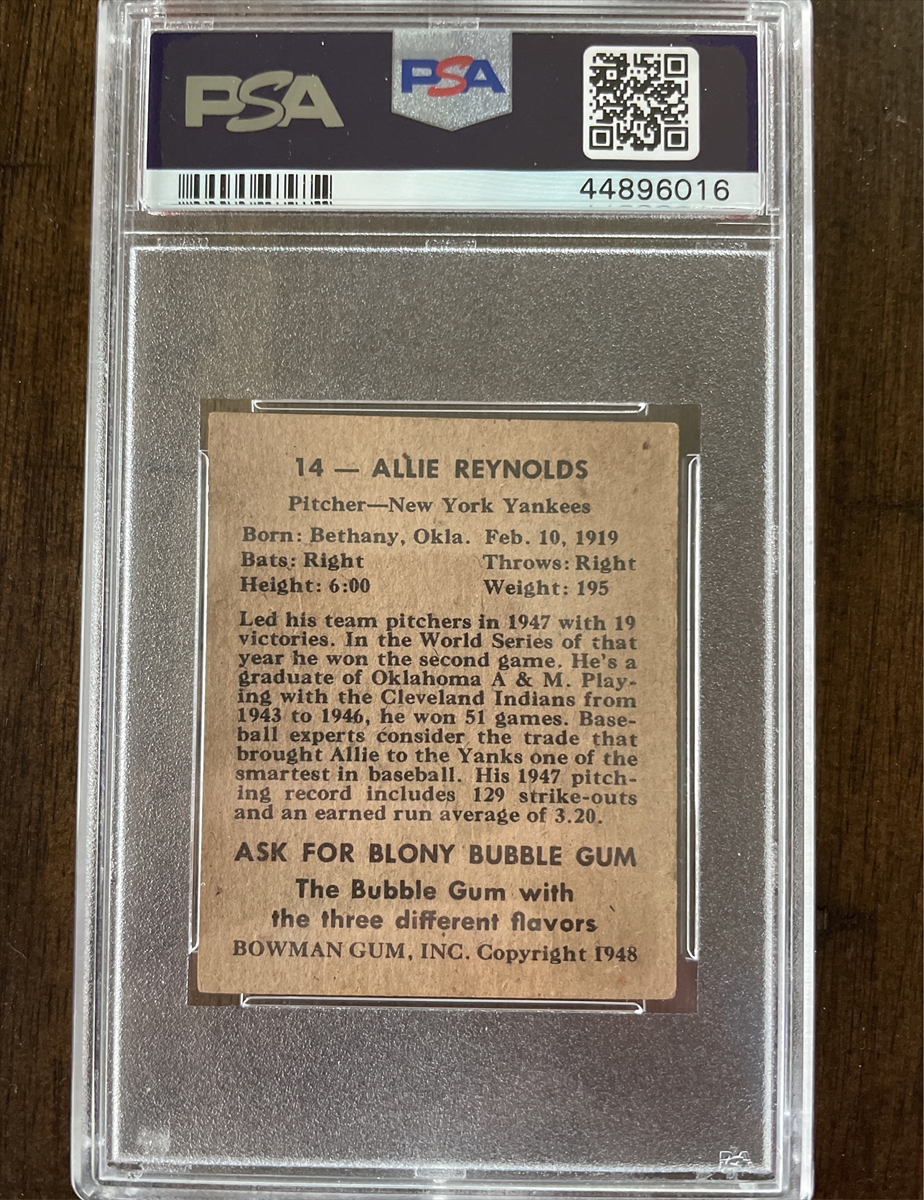 PSA
PSA
44896016
14 — ALLIE REYNOLDS
Pitcher—New York Yankees
Born: Bethany, Okla. Feb. 10, 1919
Bats: Right Throws: Right
Height: 6:00 Weight: 195
Led his team pitchers in 1947 with 19
victories. In the World Series of that
year he won the second game. He's a
graduate of Oklahoma A & M. Play-
ing with the Cleveland Indians from
1943 to 1946, he won 51 games. Base-
ball experts consider the trade that
brought Allie to the Yanks one of the
smartest in baseball. His 1947 pitch-
ing record includes 129 strike-outs
and an earned run average of 3.20.
ASK FOR BLONY BUBBLE GUM
The Bubble Gum with
the three different flavors
BOWMAN GUM, INC. Copyright 1948